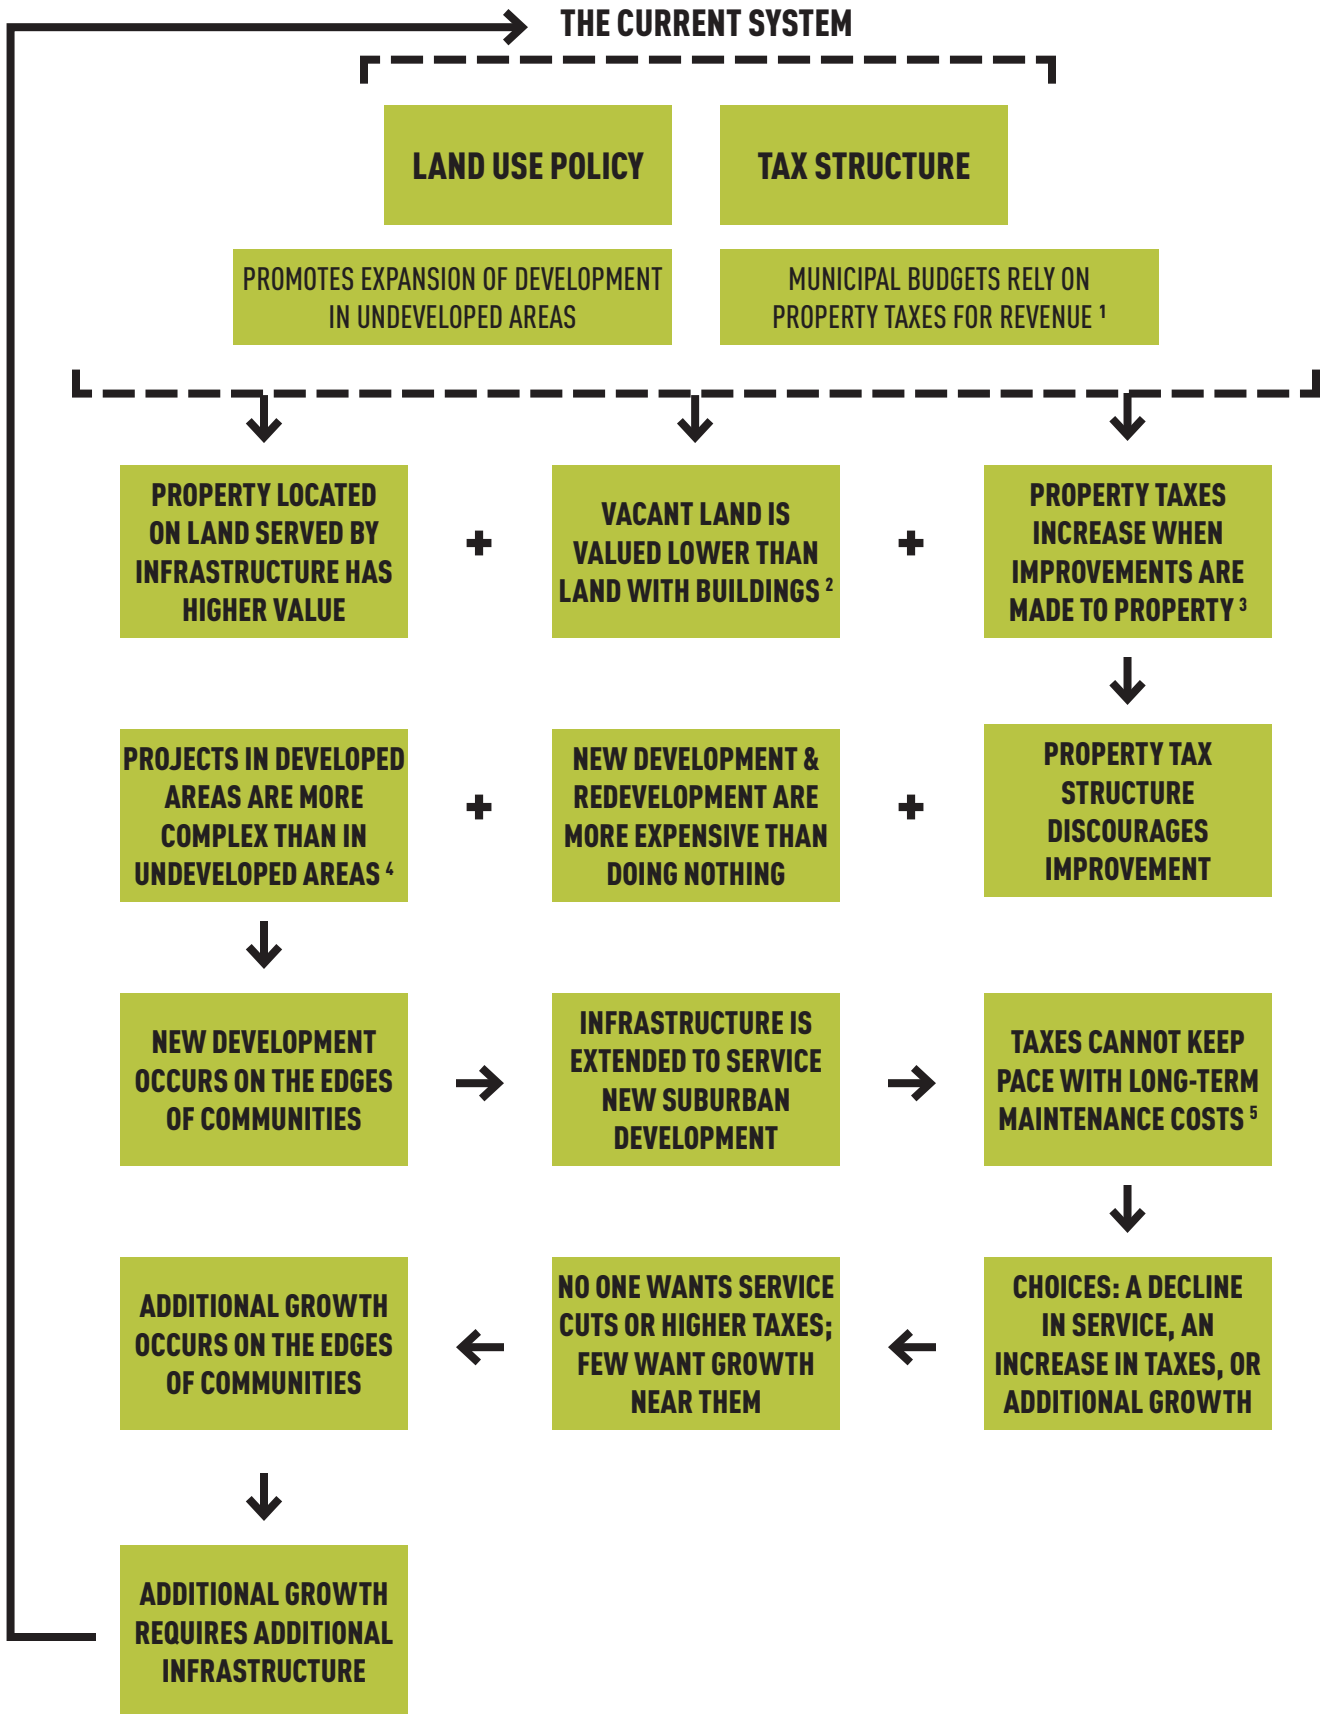 THE CURRENT SYSTEM
LAND USE POLICY
TAX STRUCTURE
PROMOTES EXPANSION OF DEVELOPMENT
IN UNDEVELOPED AREAS
MUNICIPAL BUDGETS RELY ON
PROPERTY TAXES FOR REVENUE 1
PROPERTY LOCATED
ON LAND SERVED BY
INFRASTRUCTURE HAS
HIGHER VALUE
+
VACANT LAND IS
VALUED LOWER THAN
LAND WITH BUILDINGS 2
+
PROPERTY TAXES
INCREASE WHEN
IMPROVEMENTS ARE
MADE TO PROPERTY 3
PROJECTS IN DEVELOPED
AREAS ARE MORE
COMPLEX THAN IN
UNDEVELOPED AREAS 4
+
NEW DEVELOPMENT &
REDEVELOPMENT ARE
MORE EXPENSIVE THAN
DOING NOTHING
+
PROPERTY TAX
STRUCTURE
DISCOURAGES
IMPROVEMENT
NEW DEVELOPMENT
OCCURS ON THE EDGES
OF COMMUNITIES
INFRASTRUCTURE IS
EXTENDED TO SERVICE
NEW SUBURBAN
DEVELOPMENT
TAXES CANNOT KEEP
PACE WITH LONG-TERM
MAINTENANCE COSTS 5
ADDITIONAL GROWTH
OCCURS ON THE EDGES
OF COMMUNITIES
NO ONE WANTS SERVICE
CUTS OR HIGHER TAXES;
FEW WANT GROWTH
NEAR THEM
CHOICES: A DECLINE
IN SERVICE, AN
INCREASE IN TAXES, OR
ADDITIONAL GROWTH
ADDITIONAL GROWTH
REQUIRES ADDITIONAL
INFRASTRUCTURE